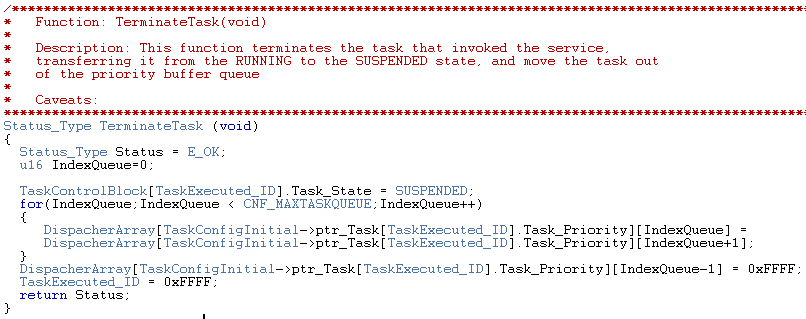 /*******************************************************************************
*   Function: TerminateTask(void)
*
*   Description: This function terminates the task that invoked the service,
*   transferring it from the RUNNING to the SUSPENDED state, and move the task out
*   of the priority buffer queue
*
*   Caveats:
********************************************************************************
Status_Type TerminateTask (void)
{
  Status_Type Status = E_OK;
  u16 IndexQueue=0;

  TaskControlBlock[TaskExecuted_ID].Task_State = SUSPENDED;
  for(IndexQueue;IndexQueue < CNF_MAXTASKQUEUE;IndexQueue++)
  {
     DispacherArray[TaskConfigInitial->ptr_Task[TaskExecuted_ID].Task_Priority][IndexQueue] =
     DispacherArray[TaskConfigInitial->ptr_Task[TaskExecuted_ID].Task_Priority][IndexQueue+1];
  }
  DispacherArray[TaskConfigInitial->ptr_Task[TaskExecuted_ID].Task_Priority][IndexQueue-1] = 0xFFFF;
  TaskExecuted_ID = 0xFFFF;
  return Status;
}